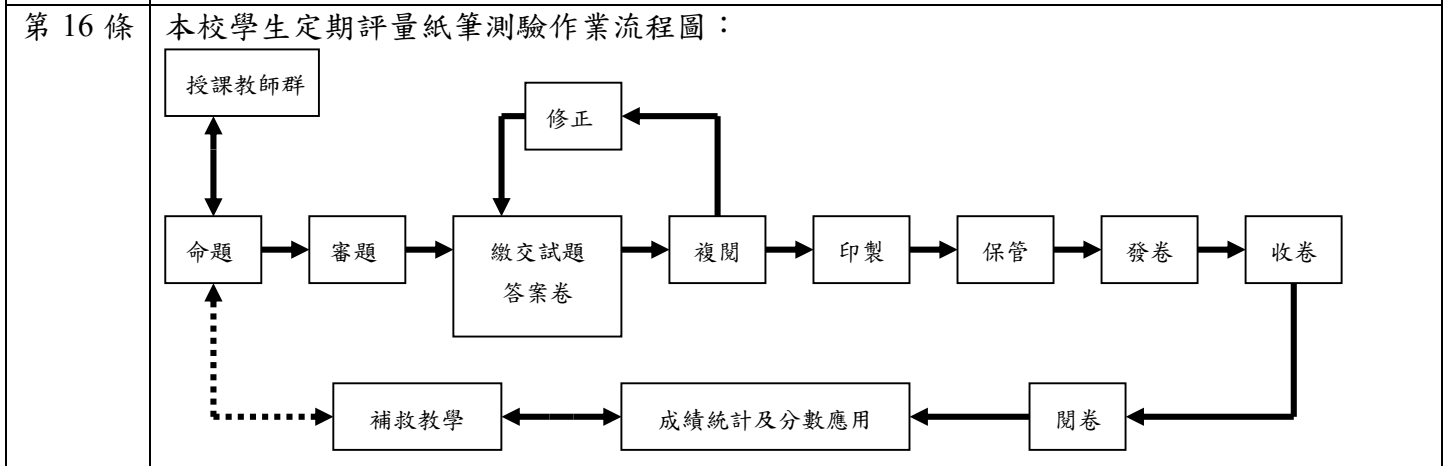 第 16 條
本校學生定期評量紙筆測驗作業流程圖：
授課教師群
修正
命題
審題
繳交試題
答案卷
複閱
印製
保管
發卷
收卷
補救教學
成績統計及分數應用
閱卷